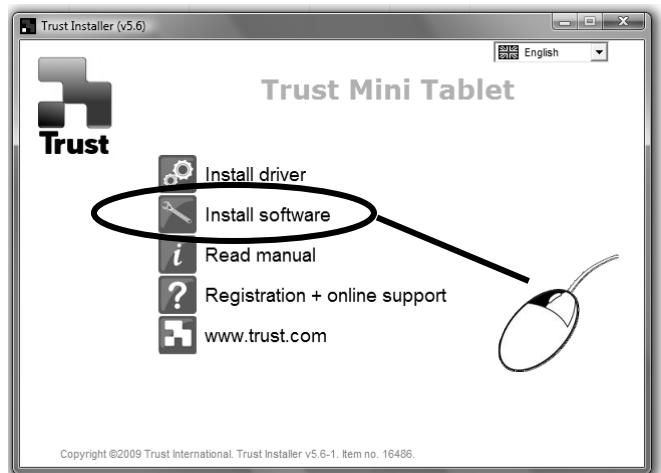 Trust Installer (v5.6)
English
Trust Mini Tablet
Trust
Install driver
Install software
Read manual
Registration + online support
www.trust.com
Copyright ©2009 Trust International. Trust Installer v5.6-1. Item no. 16486.